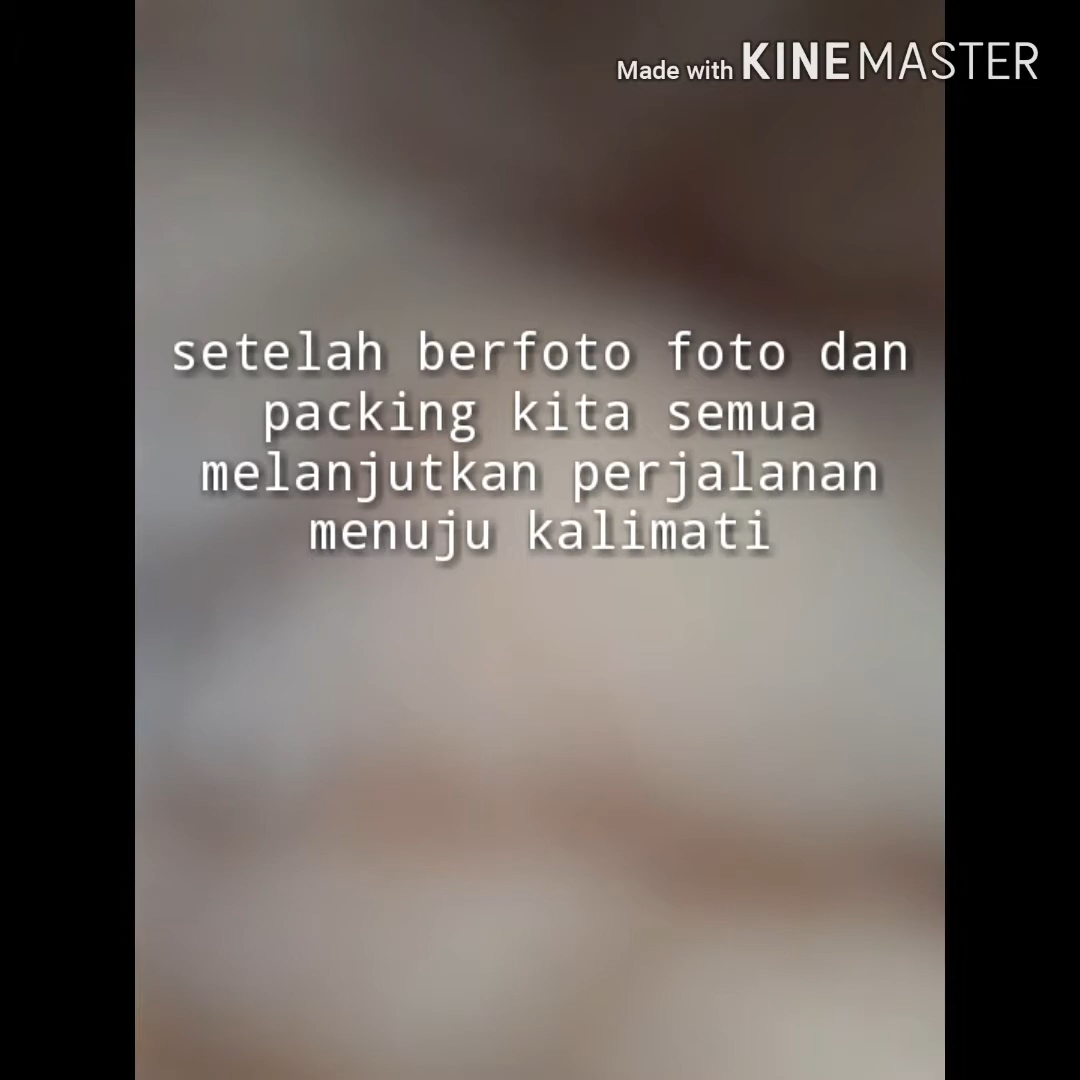 Made with KINEMASTER
setelah berfoto foto dan
packing kita semua
melanjutkan perjalanan
menuju kalimati